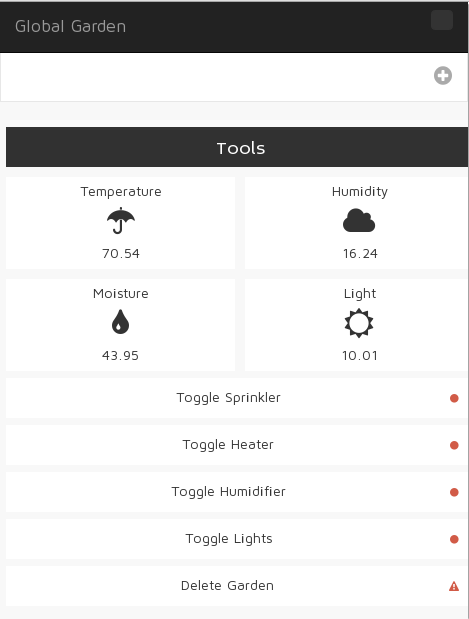 Global Garden
Tools
Temperature
Humidity
70.54
16.24
Moisture
Light
43.95
10.01
Toggle Sprinkler
Toggle Heater
Toggle Humidifier
Toggle Lights
Delete Garden